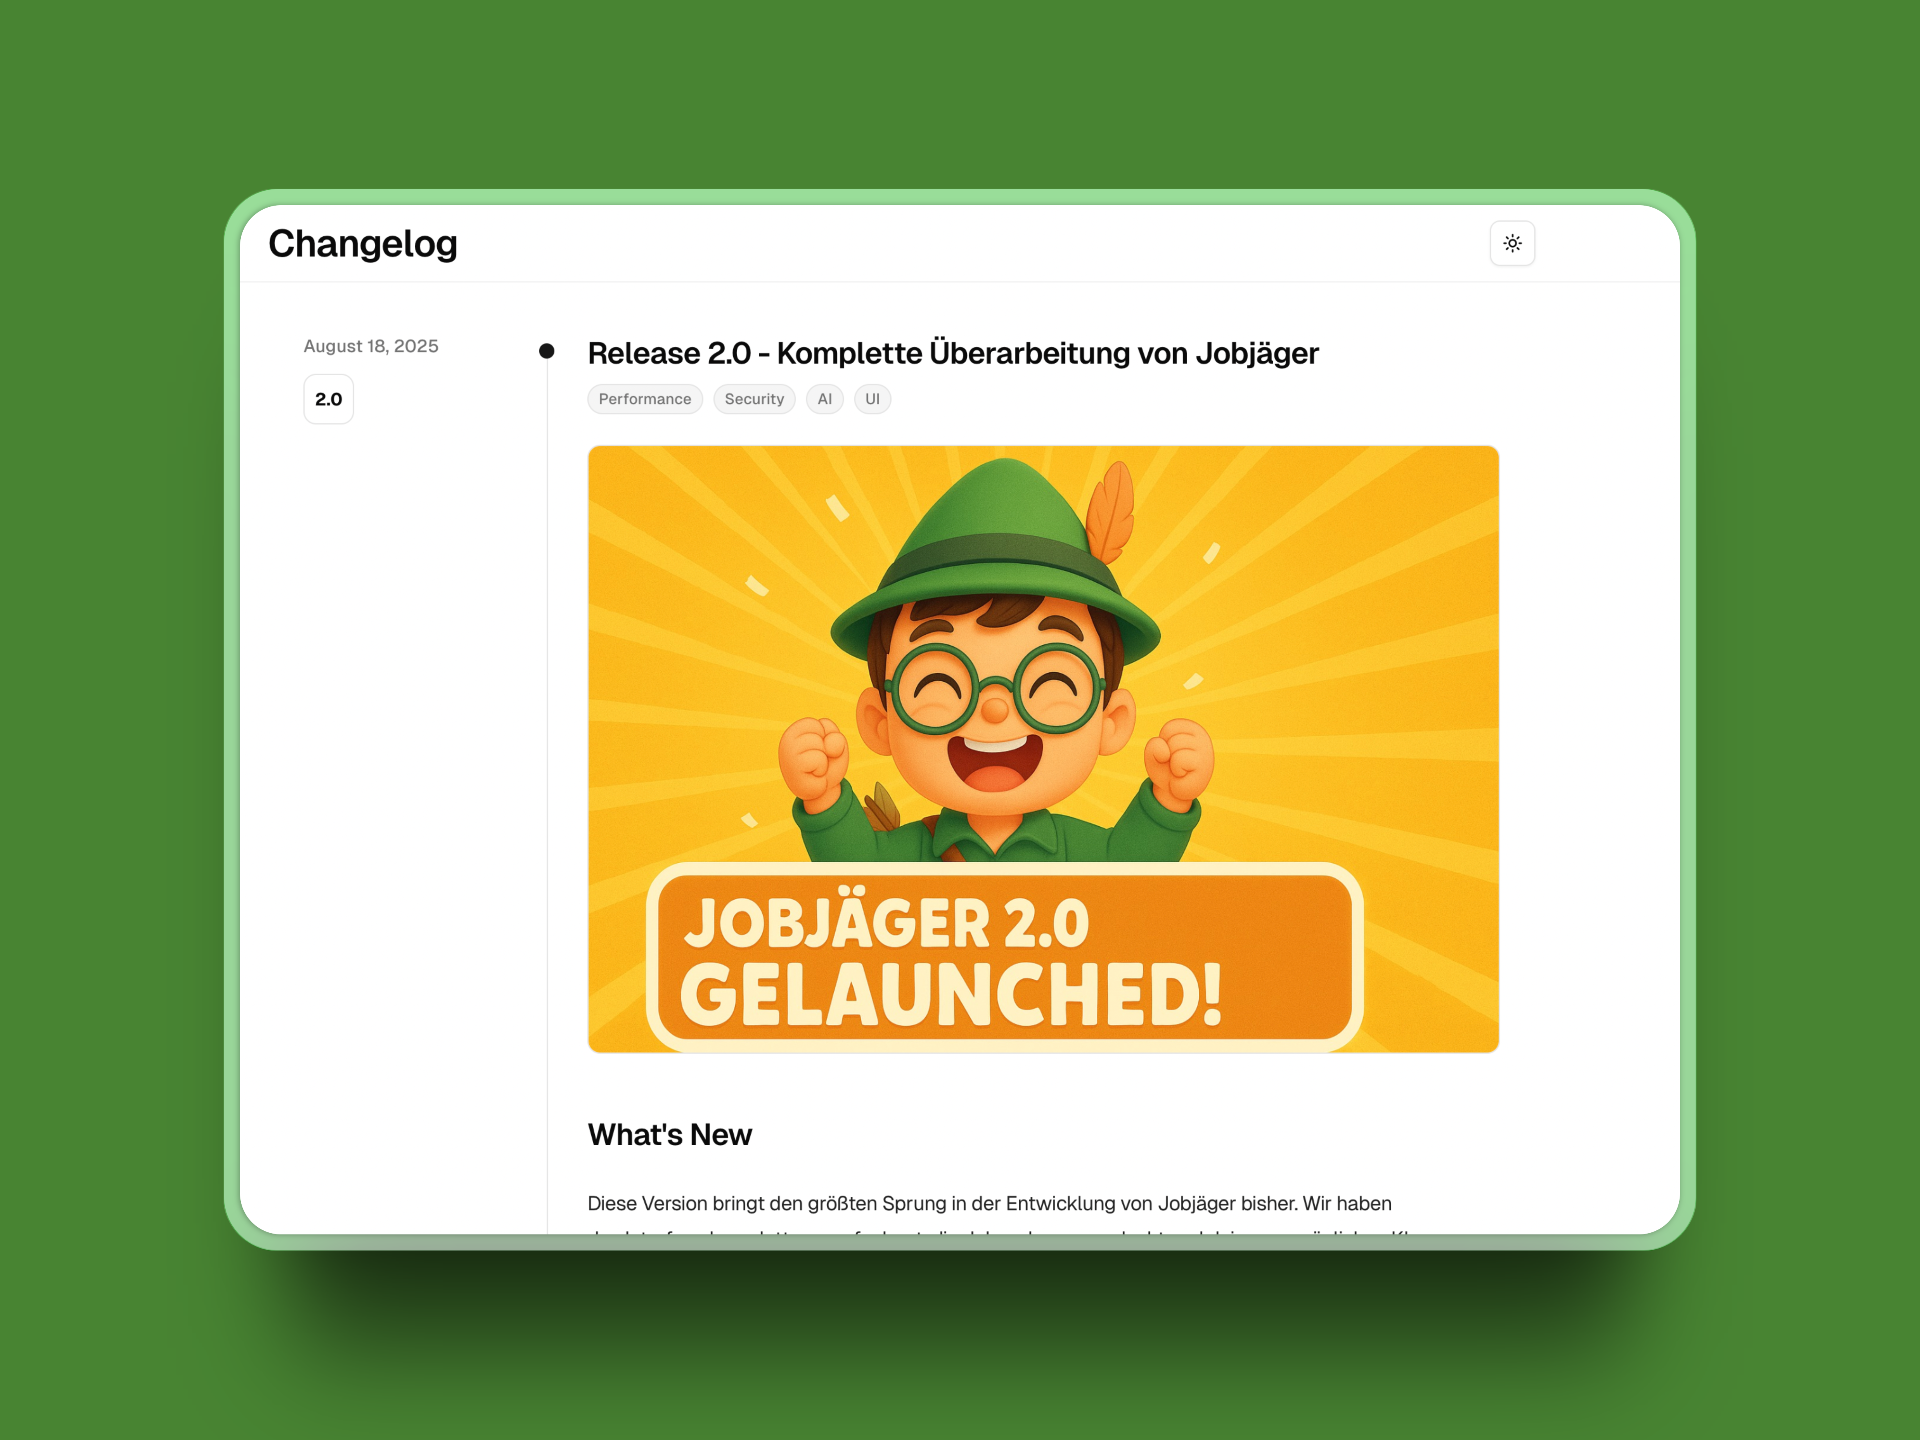 Changelog
August 18, 2025
2.0
Release 2.0 - Komplette Überarbeitung von Jobjäger
Performance Security AI UI
JOBJÄGER 2.0
GELAUNCHED!
What's New
Diese Version bringt den größten Sprung in der Entwicklung von Jobjäger bisher. Wir haben